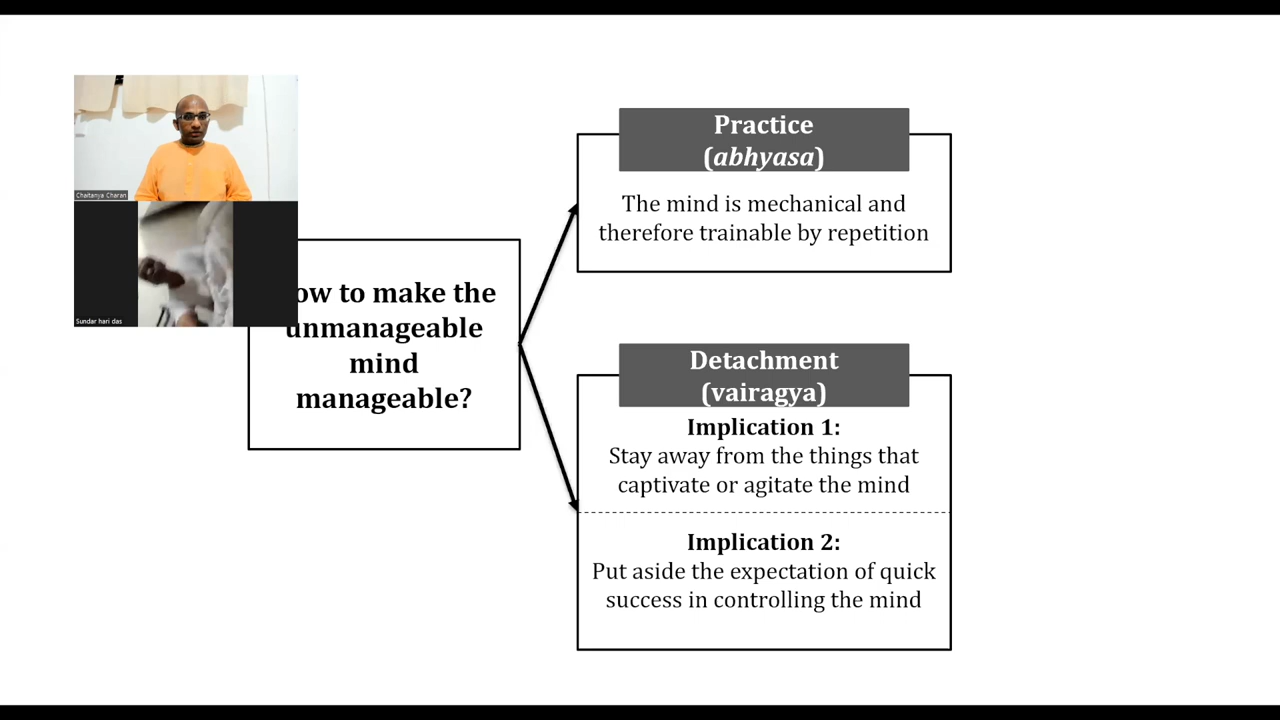 Chaitanya Charan
Sundar hari das
ow to make the
unmanageable
mind
manageable?
Practice
(abhyasa)
The mind is mechanical and
therefore trainable by repetition
Detachment
(vairagya)
Implication 1:
Stay away from the things that
captivate or agitate the mind
Implication 2:
Put aside the expectation of quick
success in controlling the mind